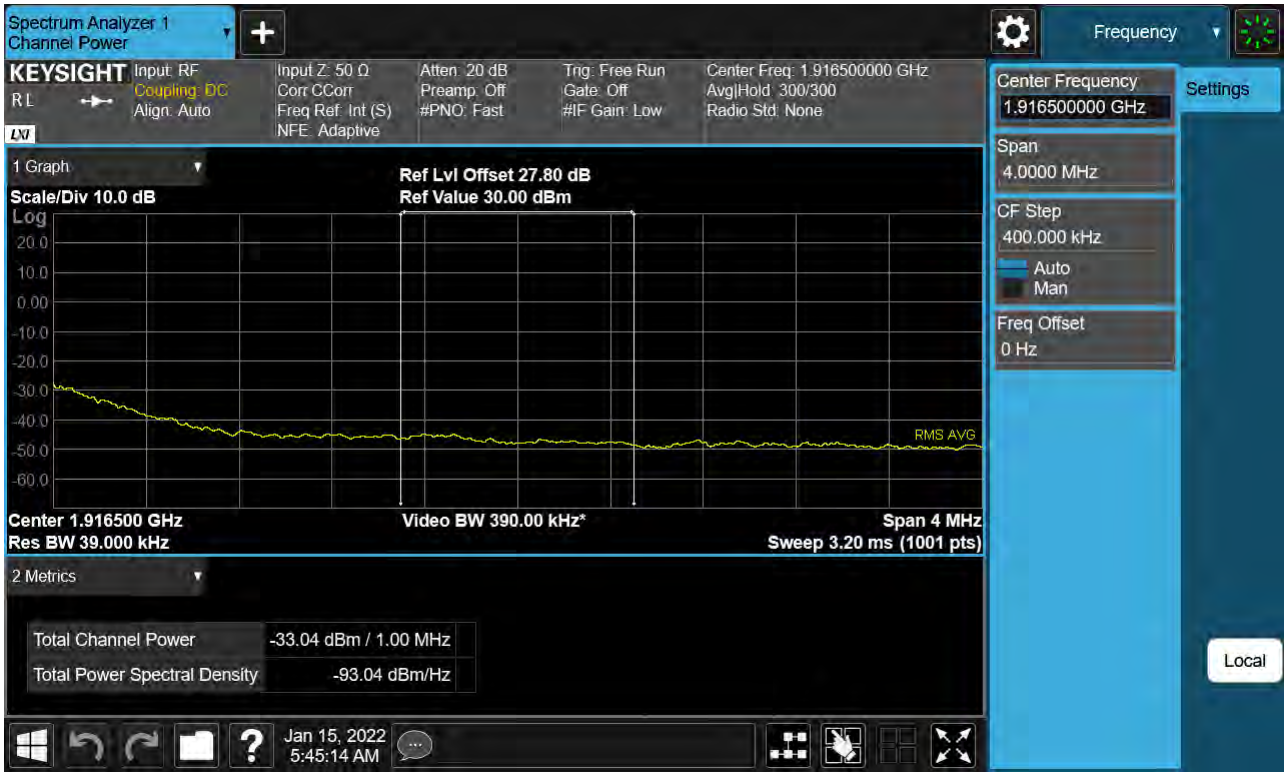 Spectrum Analyzer 1
Channel Power
Frequency
KEYSIGHT
RL
LXI
Input: RF
Coupling: DC
Align: Auto
Input Z: 50 Ω
Corr CCorr
Freq Ref: Int (S)
NFE: Adaptive
Atten: 20 dB
Preamp: Off
#PNO: Fast
Trig: Free Run
Gate: Off
#IF Gain: Low
Center Freq: 1.916500000 GHz
Avg|Hold: 300/300
Radio Std: None
1 Graph
Scale/Div 10.0 dB
Ref Lvl Offset 27.80 dB
Ref Value 30.00 dBm
Log
20.0
10.0
0.00
-10.0
-20.0
-30.0
-40.0
-50.0
-60.0
RMS AVG
Center 1.916500 GHz
Res BW 39.000 kHz
Video BW 390.00 kHz*
Span 4 MHz
Sweep 3.20 ms (1001 pts)
2 Metrics
Total Channel Power -33.04 dBm / 1.00 MHz
Total Power Spectral Density -93.04 dBm/Hz
Jan 15, 2022
5:45:14 AM
Center Frequency
1.916500000 GHz
Span
4.0000 MHz
CF Step
400.000 kHz
Auto
Man
Freq Offset
0 Hz
Settings
Local